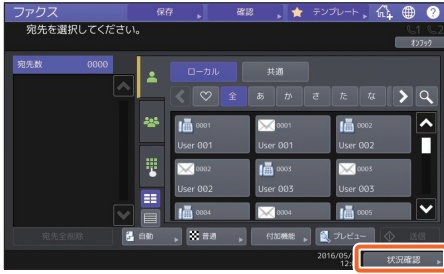 ファクス 保存 確認 テンプレート ?
宛先を選択してください。 1 2
オンフック
宛先数 0000 ローカル 共通
全 あ か さ た な
0001 0001 0002
User 001 User 001 User 002
0002 0003 0003
User 002 User 003 User 003
0004 0004 0005
宛先全削除 自動 普通 付加機能 プレビュー 送信
2016/05/
12: 状況確認